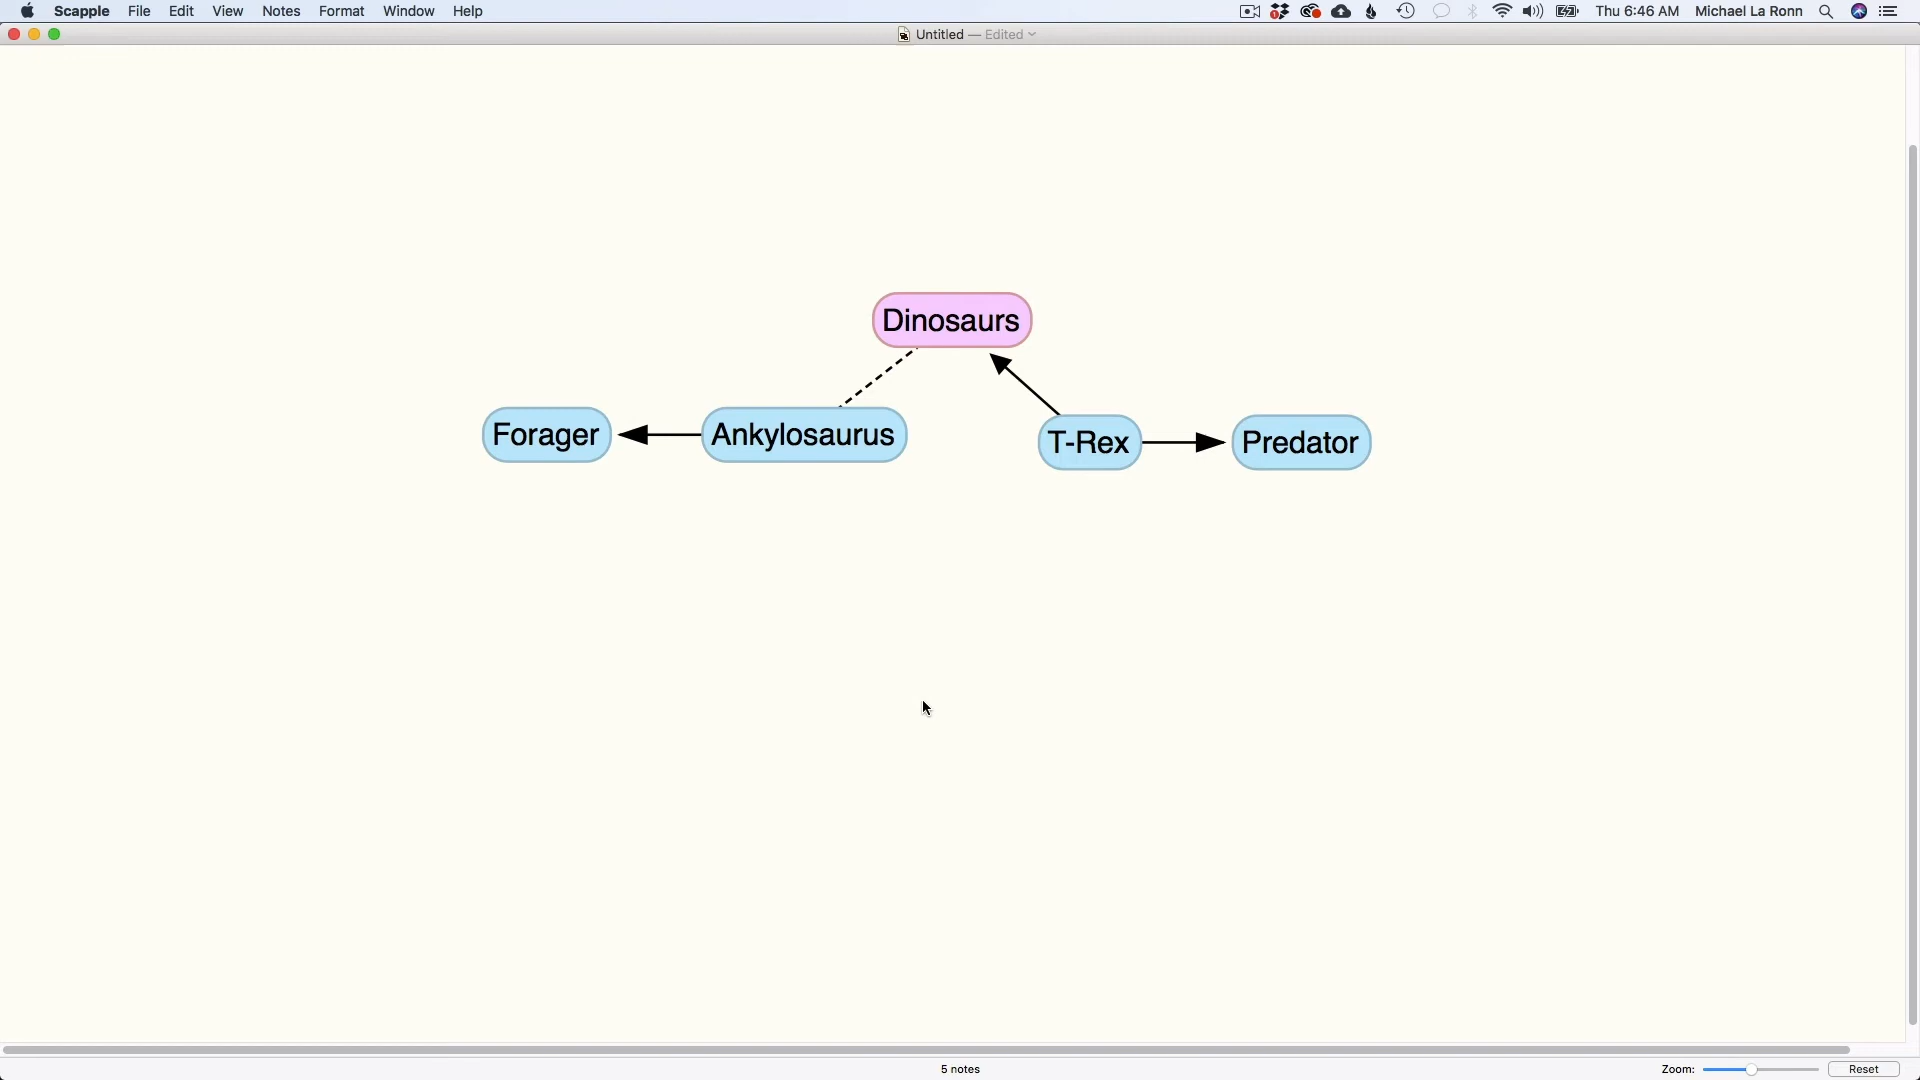 Scapple File Edit View Notes Format Window Help Thu 6:46 AM Michael La Ronn
Untitled — Edited
Dinosaurs
Forager Ankylosaurus T-Rex Predator
5 notes Zoom: Reset